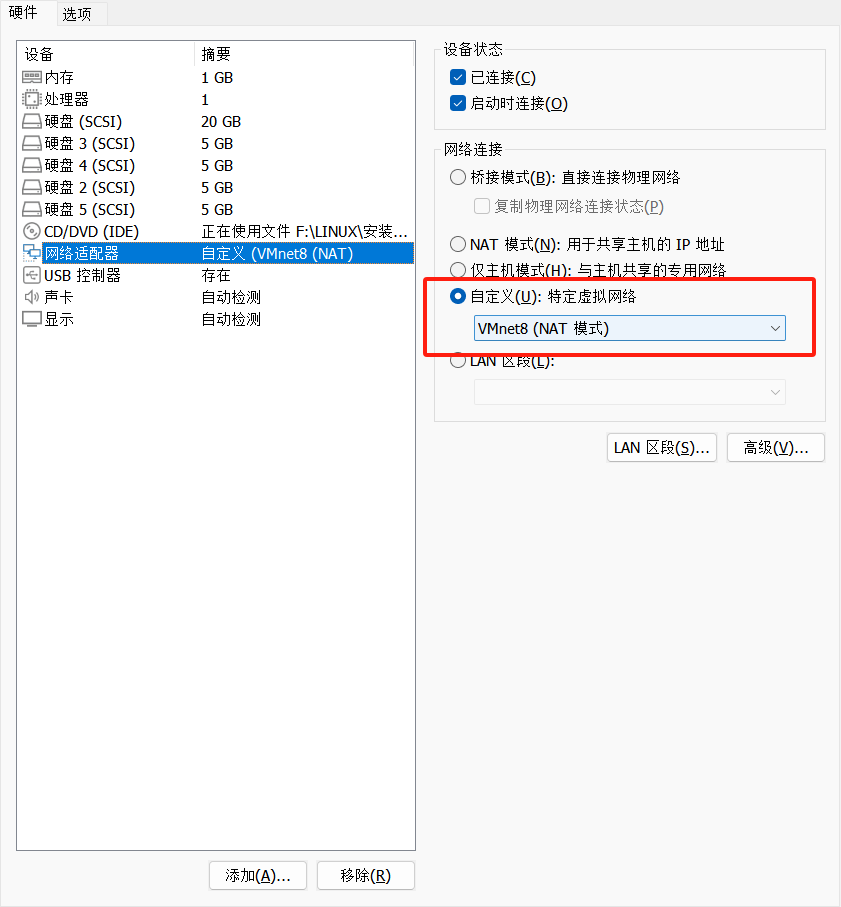 硬件 选项
设备 摘要
内存 1 GB
处理器 1
硬盘 (SCSI) 20 GB
硬盘 3 (SCSI) 5 GB
硬盘 4 (SCSI) 5 GB
硬盘 2 (SCSI) 5 GB
硬盘 5 (SCSI) 5 GB
CD/DVD (IDE) 正在使用文件 F:\LINUX\安装...
网络适配器 自定义 (VMnet8 (NAT)
USB 控制器 存在
声卡 自动检测
显示 自动检测
添加(A)... 移除(R)
设备状态
已连接(C)
启动时连接(O)
网络连接
桥接模式(B): 直接连接物理网络
复制物理网络连接状态(P)
NAT 模式(N): 用于共享主机的 IP 地址
仅主机模式(H): 与主机共享的专用网络
自定义(U): 特定虚拟网络
VMnet8 (NAT 模式)
LAN 区段(L):
LAN 区段(S)... 高级(V)...